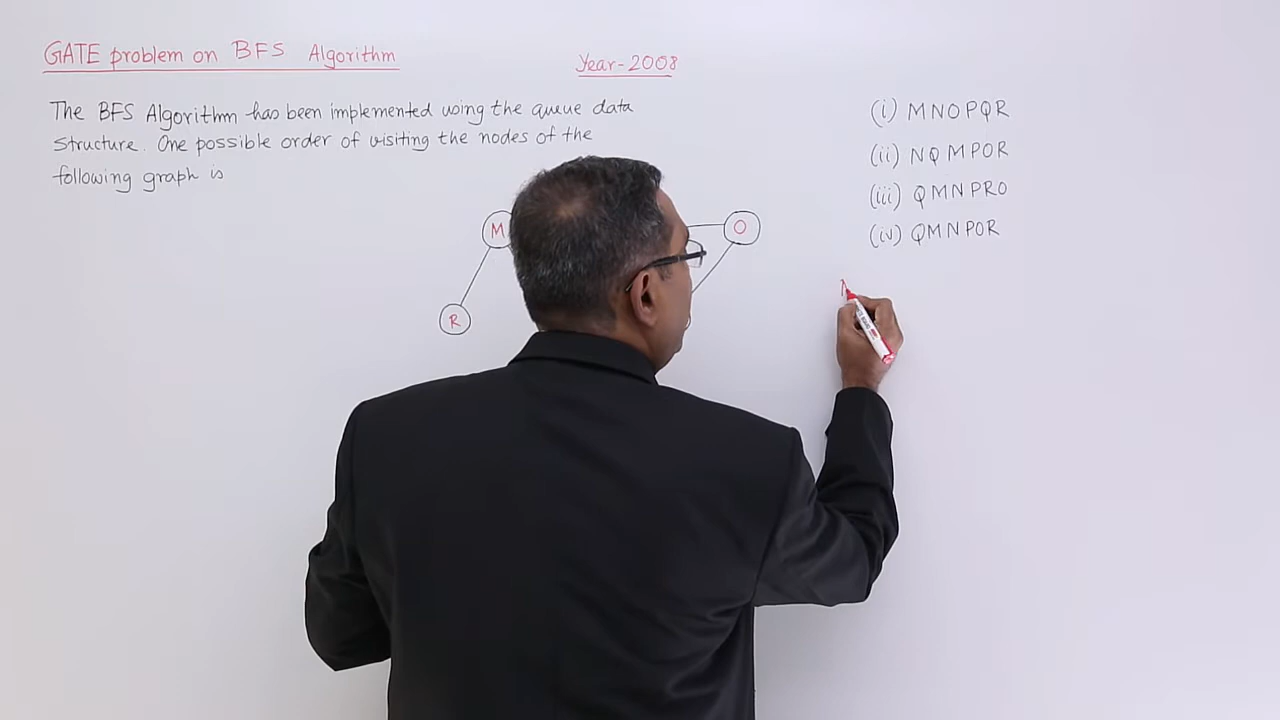 GATE problem on BFS Algorithm
Year-2008
The BFS Algorithm has been implemented using the queue data
structure. One possible order of visiting the nodes of the
following graph is
(i) MNOPQR
(ii) NQMPOR
(iii) QMNPRO
(iv) QMNPOR
M
O
R